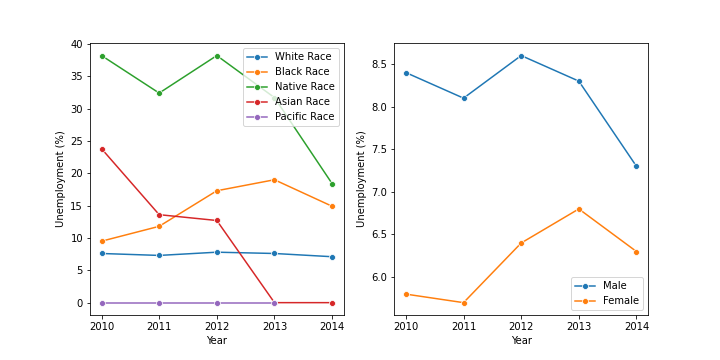 40
35
30
25
20
15
10
5
0
Unemployment (%)
2010 2011 2012 2013 2014
Year
White Race
Black Race
Native Race
Asian Race
Pacific Race
8.5
8.0
7.5
7.0
6.5
6.0
Unemployment (%)
2010 2011 2012 2013 2014
Year
Male
Female